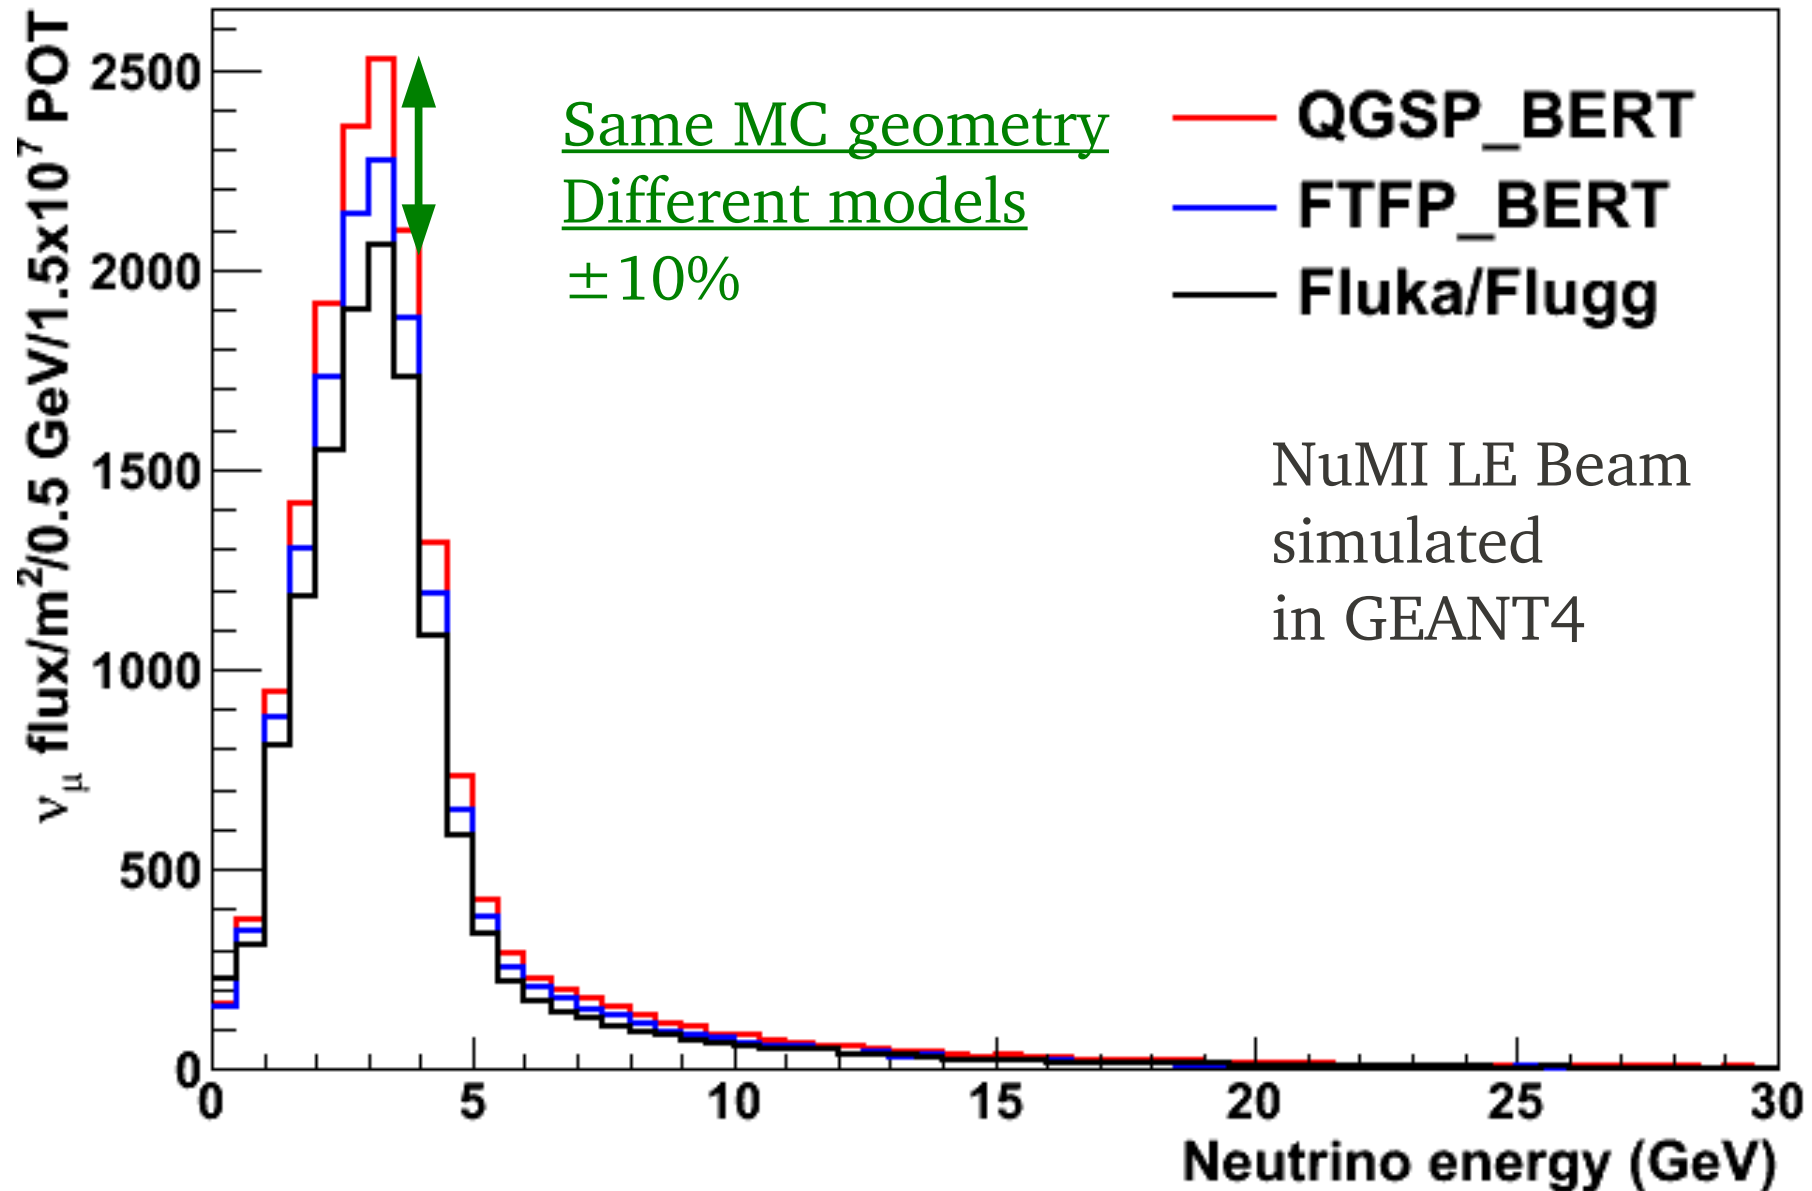 ν_μ flux/m²/0.5 GeV/1.5x10⁷ POT
2500
2000
1500
1000
500
0
Same MC geometry
Different models
±10%
QGSP_BERT
FTFP_BERT
Fluka/Flugg
NuMI LE Beam
simulated
in GEANT4
0 5 10 15 20 25 30
Neutrino energy (GeV)